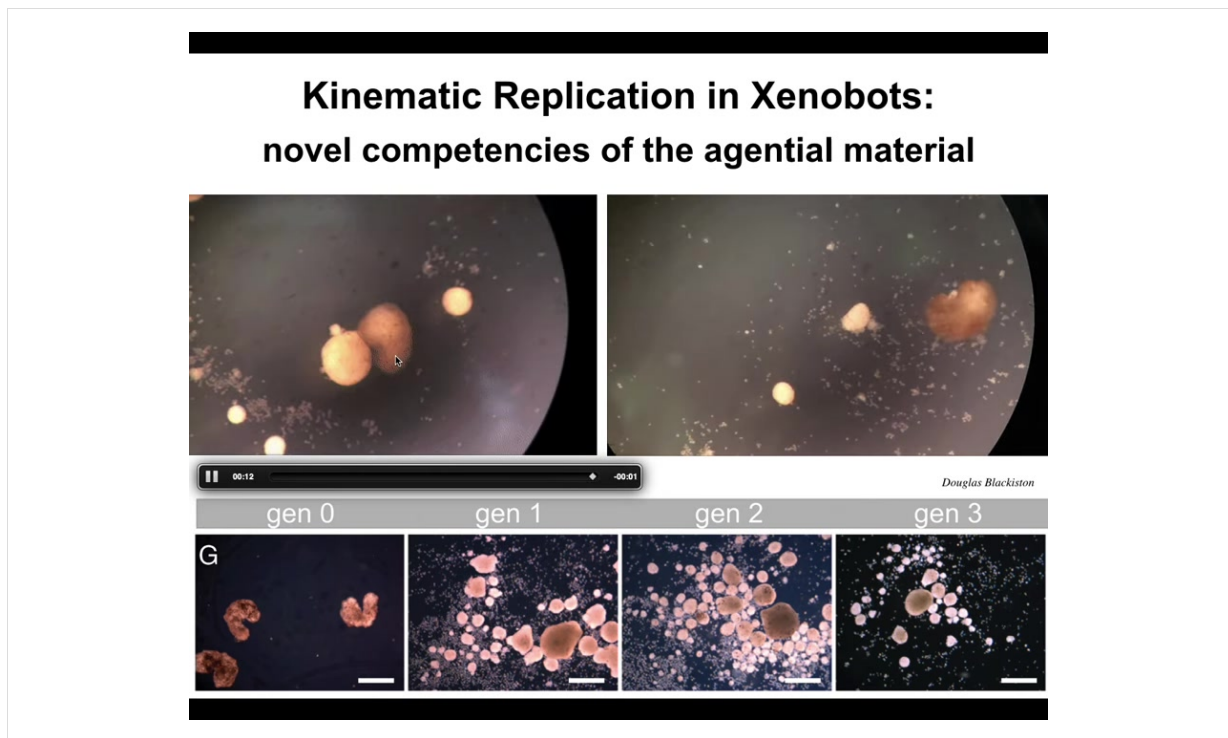 Kinematic Replication in Xenobots:
novel competencies of the agential material
00:12
-00:01
Douglas Blackiston
gen 0
gen 1
gen 2
gen 3
G